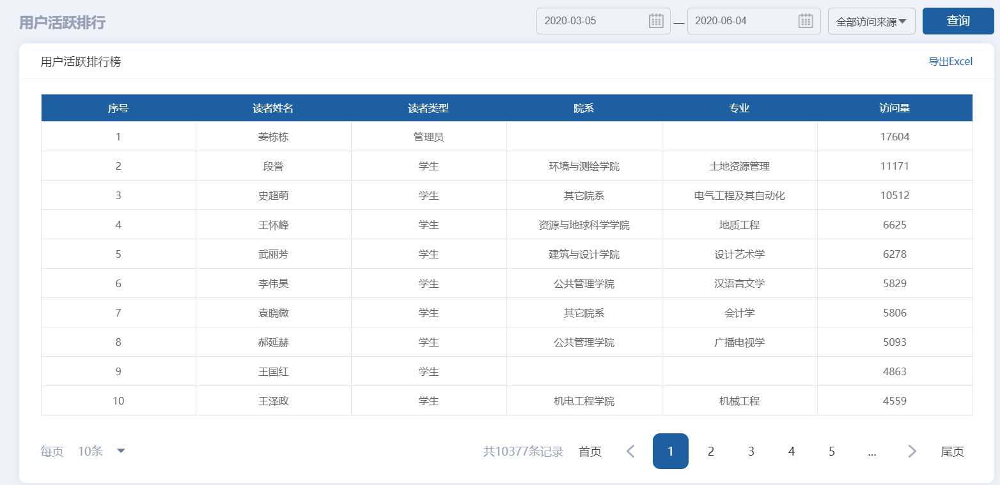 用户活跃排行
2020-03-05 — 2020-06-04 全部访问来源 查询
用户活跃排行榜 导出Excel
序号 读者姓名 读者类型 院系 专业 访问量
1 姜栋栋 管理员 17604
2 段誉 学生 环境与测绘学院 土地资源管理 11171
3 史超萌 学生 其它院系 电气工程及其自动化 10512
4 王怀峰 学生 资源与地球科学学院 地质工程 6625
5 武丽芳 学生 建筑与设计学院 设计艺术学 6278
6 李伟昊 学生 公共管理学院 汉语言文学 5829
7 袁晓微 学生 其它院系 会计学 5806
8 郝延赫 学生 公共管理学院 广播电视学 5093
9 王国红 学生 4863
10 王泽政 学生 机电工程学院 机械工程 4559
每页 10条 共10377条记录 首页 1 2 3 4 5 ... 尾页